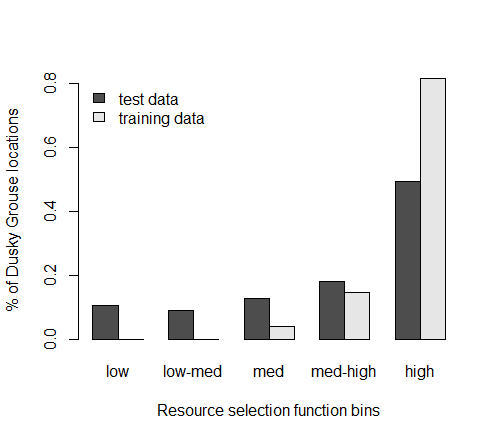 % of Dusky Grouse locations
0.8
0.6
0.4
0.2
0.0
test data
training data
low low-med med med-high high
Resource selection function bins